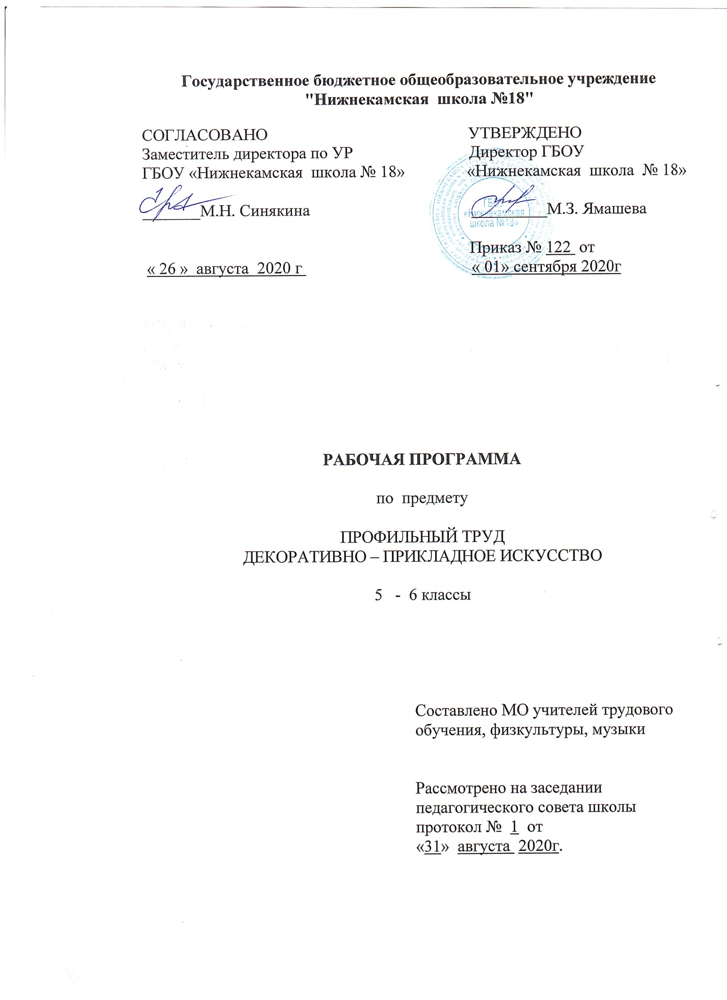 Государственное бюджетное общеобразовательное учреждение
"Нижнекамская школа №18"
СОГЛАСОВАНО
Заместитель директора по УР
ГБОУ «Нижнекамская школа № 18»
М.Н. Синякина
« 26 » августа 2020 г
УТВЕРЖДЕНО
Директор ГБОУ
«Нижнекамская школа № 18»
М.З. Ямашева
ГБОУ
«Нижнекамская
школа №18»
Приказ № 122 от
« 01» сентября 2020г
РАБОЧАЯ ПРОГРАММА
по предмету
ПРОФИЛЬНЫЙ ТРУД
ДЕКОРАТИВНО – ПРИКЛАДНОЕ ИСКУССТВО
5 - 6 классы
Составлено МО учителей трудового
обучения, физкультуры, музыки
Рассмотрено на заседании
педагогического совета школы
протокол № 1 от
«31» августа 2020г.